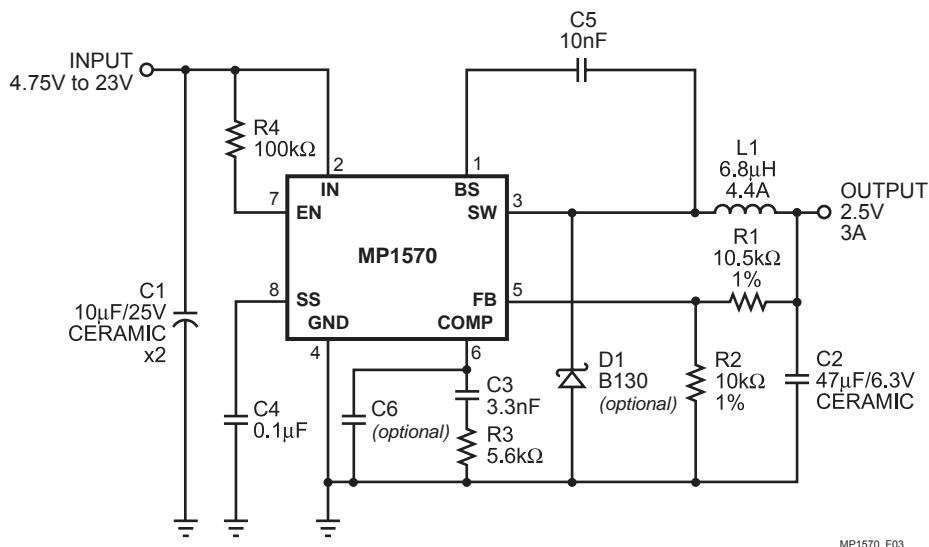 C5
10nF
INPUT
4.75V to 23V
R4
100kΩ
2
1
IN
BS
7
EN
SW
3
L1
6.8µH
4.4A
OUTPUT
2.5V
3A
MP1570
R1
10.5kΩ
1%
8
SS
FB
5
GND
COMP
4
6
C1
10µF/25V
CERAMIC
x2
C4
0.1µF
C6
(optional)
C3
3.3nF
R3
5.6kΩ
D1
B130
(optional)
R2
10kΩ
1%
C2
47µF/6.3V
CERAMIC
MP1570_F03